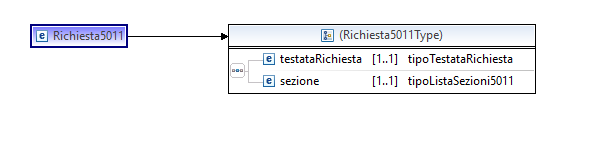 e Richiesta5011
(Richiesta5011Type)
e testataRichiesta [1..1] tipoTestataRichiesta
e sezione [1..1] tipoListaSezioni5011